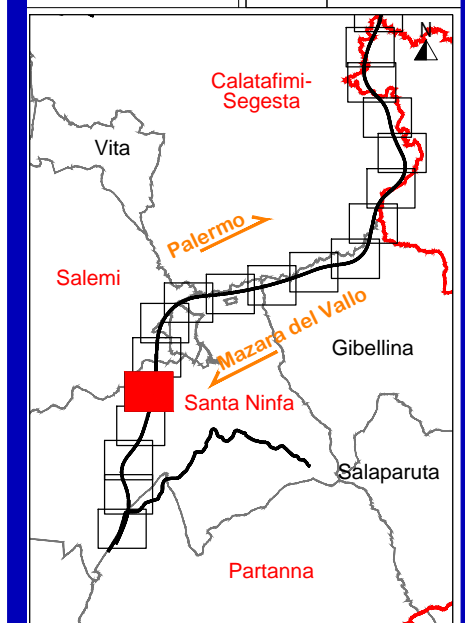 N
Calatafimi-
Segesta
Vita
Palermo
Salemi
Mazara del Vallo
Gibellina
Santa Ninfa
Salaparuta
Partanna